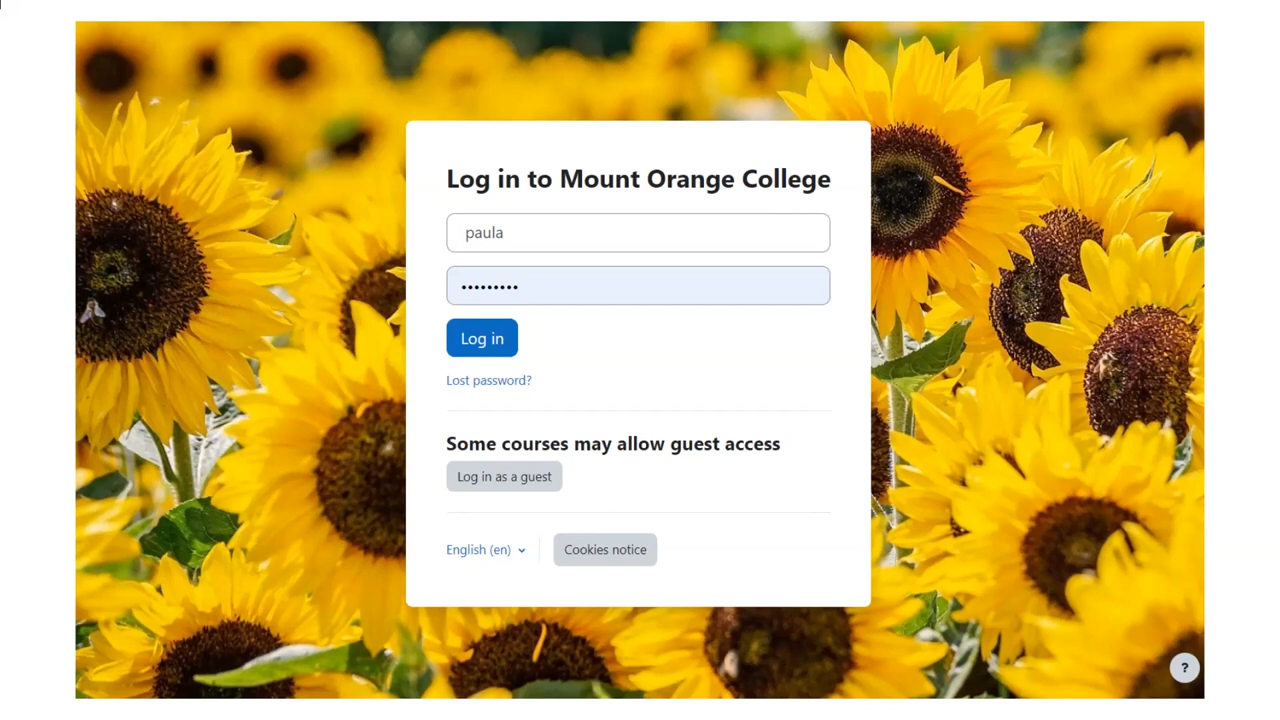 Log in to Mount Orange College
paula
•••••••••
Log in
Lost password?
Some courses may allow guest access
Log in as a guest
English (en)
Cookies notice
?